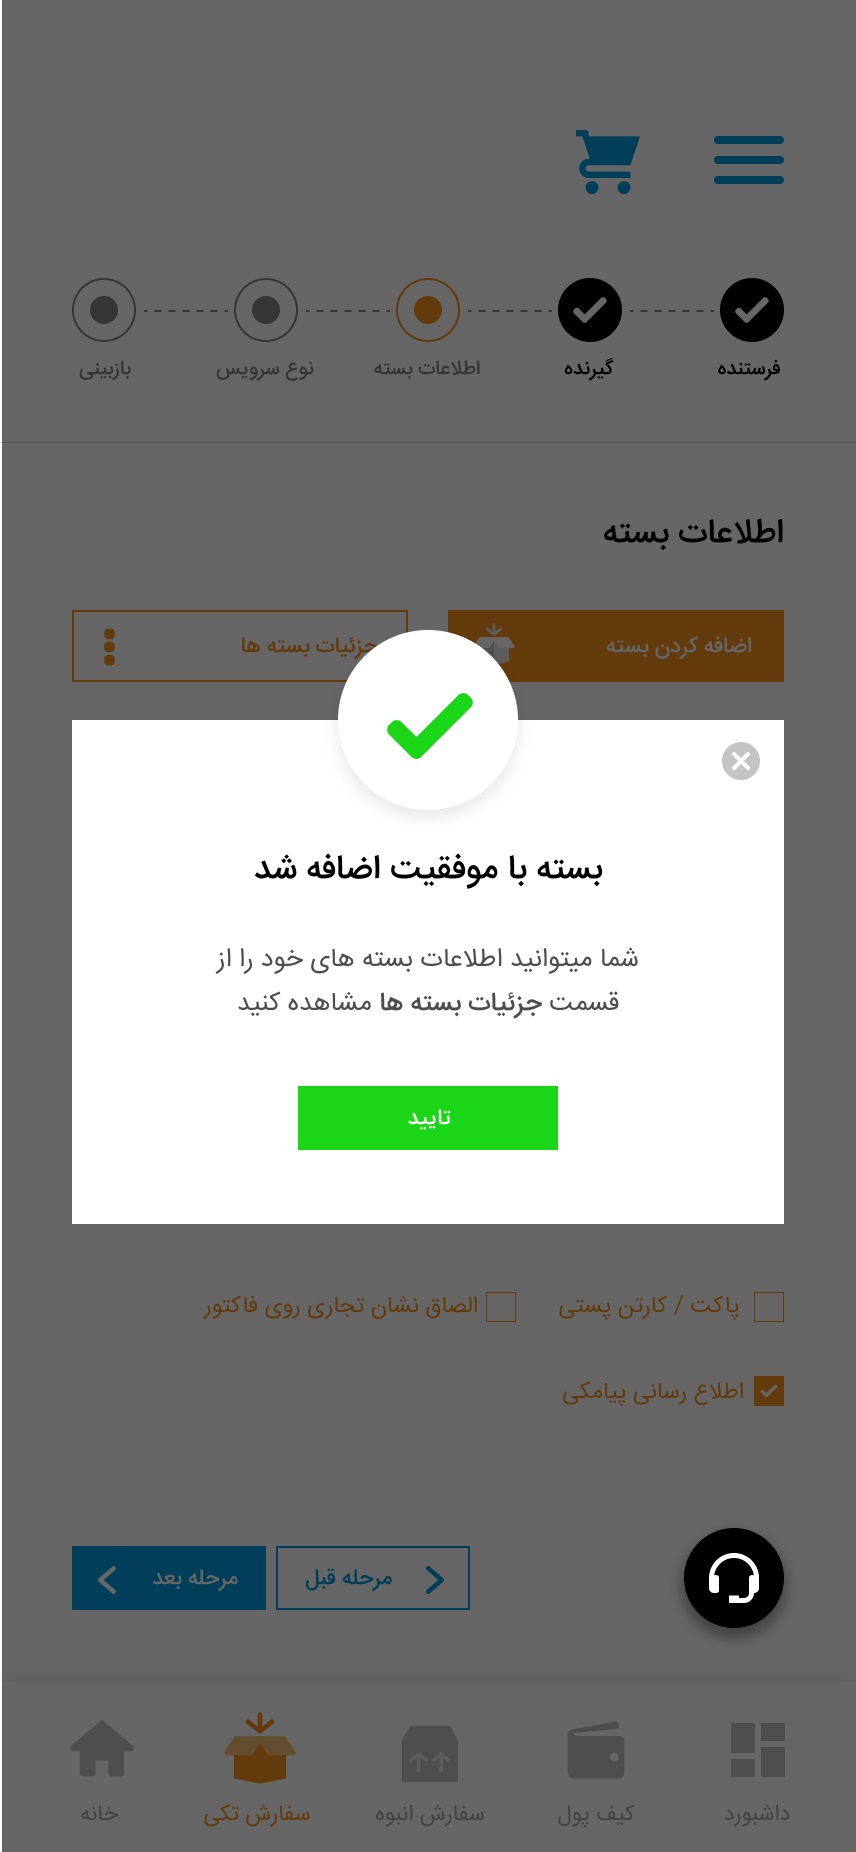 فرستنده
گیرنده
اطلاعات بسته
نوع سرویس
بازبینی
اطلاعات بسته
اضافه کردن بسته
جزئیات بسته ها
بسته با موفقیت اضافه شد
شما میتوانید اطلاعات بسته های خود را از
قسمت جزئیات بسته ها مشاهده کنید
تایید
پاکت / کارتن پستی
الصاق نشان تجاری روی فاکتور
اطلاع رسانی پیامکی
مرحله قبل
مرحله بعد
داشبورد
کیف پول
سفارش انبوه
سفارش تکی
خانه